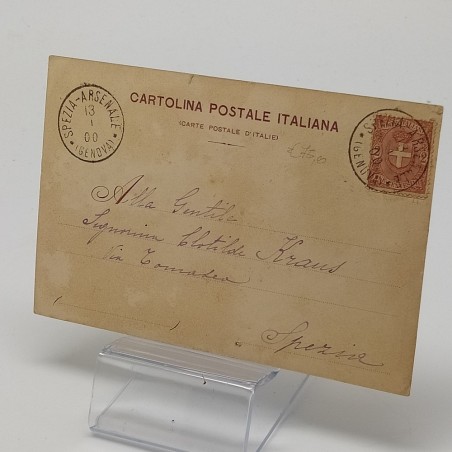 SPEZIA-ARSENALE
13
1
00
(GENOVA)
CARTOLINA POSTALE ITALIANA
(CARTE POSTALE D'ITALIE)
Alla Gentile
Signorina Clotilde Kraus
Via Tomadea
Spezia